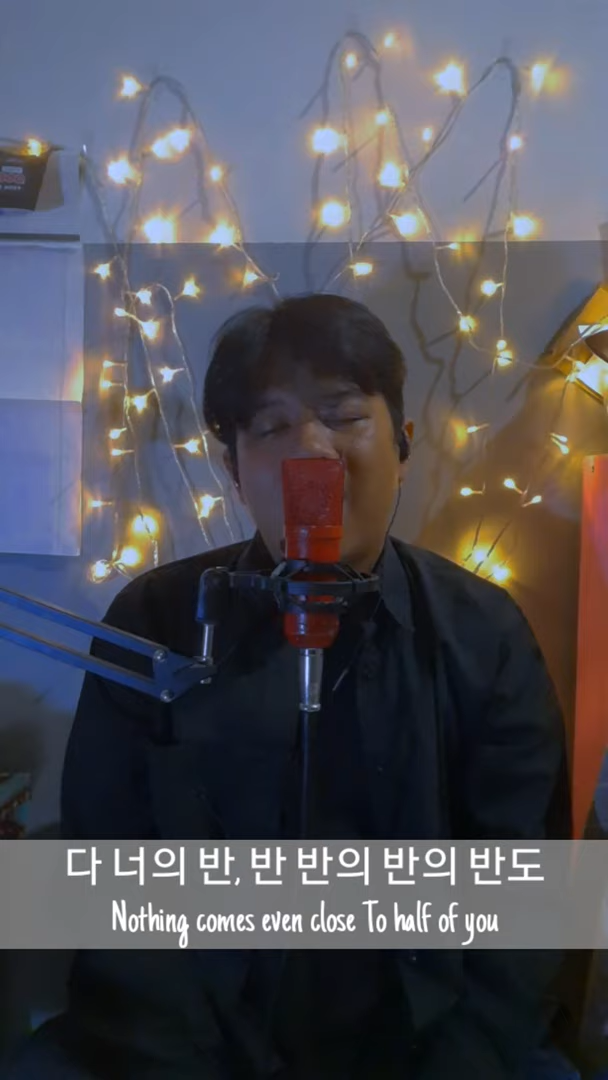 다 너의 반, 반 반의 반의 반도
Nothing comes even close To half of you